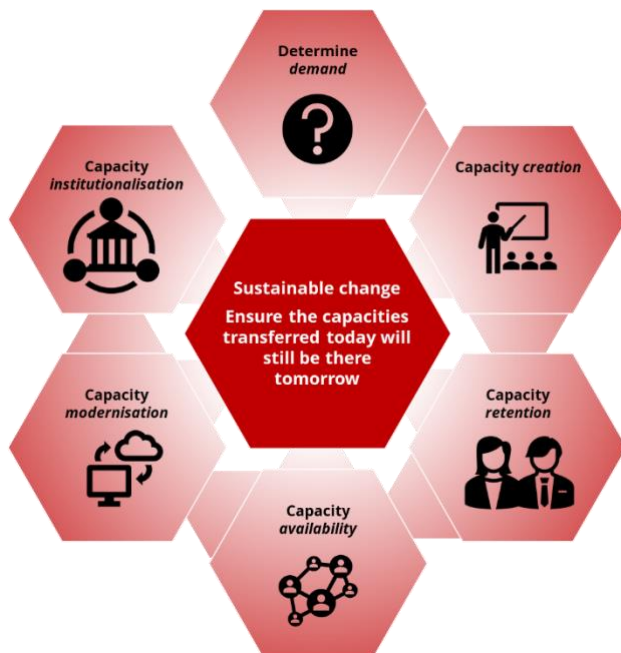 Determine
demand
Capacity
institutionalisation
Capacity creation
Sustainable change
Ensure the capacities
transferred today will
still be there
tomorrow
Capacity
modernisation
Capacity
retention
Capacity
availability